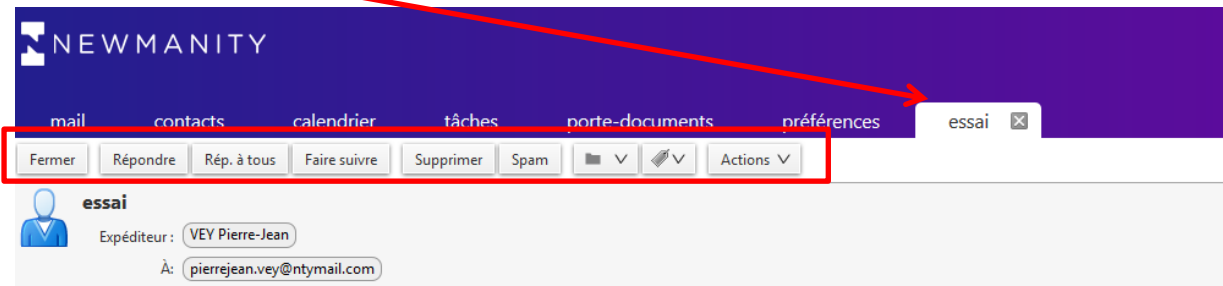 NEWMANITY
mail contacts calendrier tâches porte-documents préférences essai
Fermer Répondre Rép. à tous Faire suivre Supprimer Spam Actions
essai
Expéditeur : VEY Pierre-Jean
À: pierrejean.vey@ntymail.com